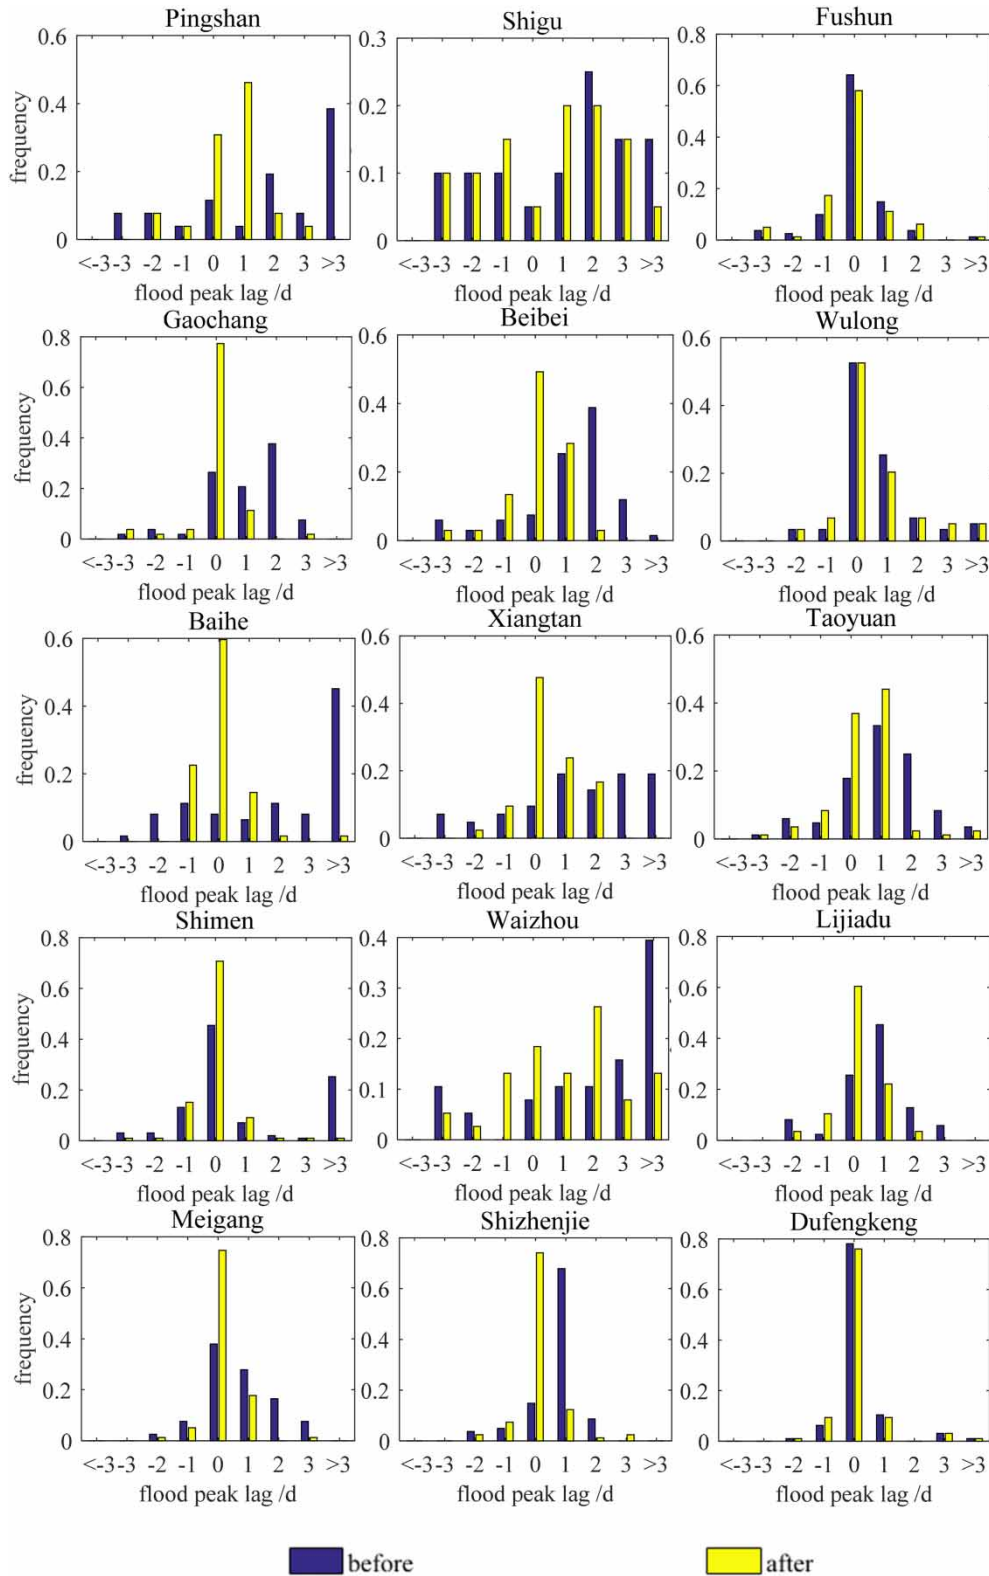 Pingshan Shigu Fushun
0.6 0.3 0.8
0.4 0.2 0.6
0.4
0.2 0.1 0.2
0 0 0
frequency
<-3-3 -2 -1 0 1 2 3 >3 <-3-3 -2 -1 0 1 2 3 >3 <-3-3 -2 -1 0 1 2 3 >3
flood peak lag /d flood peak lag /d flood peak lag /d
Gaochang Beibei Wulong
0.8 0.6 0.6
0.6
0.4 0.4 0.4
0.2 0.2 0.2
0 0 0
frequency
<-3-3 -2 -1 0 1 2 3 >3 <-3-3 -2 -1 0 1 2 3 >3 <-3-3 -2 -1 0 1 2 3 >3
flood peak lag /d flood peak lag /d flood peak lag /d
Baihe Xiangtan Taoyuan
0.6 0.6 0.6
0.4 0.4 0.4
0.2 0.2 0.2
0 0 0
frequency
<-3-3 -2 -1 0 1 2 3 >3 <-3-3 -2 -1 0 1 2 3 >3 <-3-3 -2 -1 0 1 2 3 >3
flood peak lag /d flood peak lag /d flood peak lag /d
Shimen Waizhou Lijiadu
0.8 0.4 0.8
0.6 0.3 0.6
0.4 0.2 0.4
0.2 0.1 0.2
0 0 0
frequency
<-3-3 -2 -1 0 1 2 3 >3 <-3-3 -2 -1 0 1 2 3 >3 <-3-3 -2 -1 0 1 2 3 >3
flood peak lag /d flood peak lag /d flood peak lag /d
Meigang Shizhenjie Dufengkeng
0.8 0.8 0.8
0.6 0.6 0.6
0.4 0.4 0.4
0.2 0.2 0.2
0 0 0
frequency
<-3-3 -2 -1 0 1 2 3 >3 <-3-3 -2 -1 0 1 2 3 >3 <-3-3 -2 -1 0 1 2 3 >3
flood peak lag /d flood peak lag /d flood peak lag /d
before after